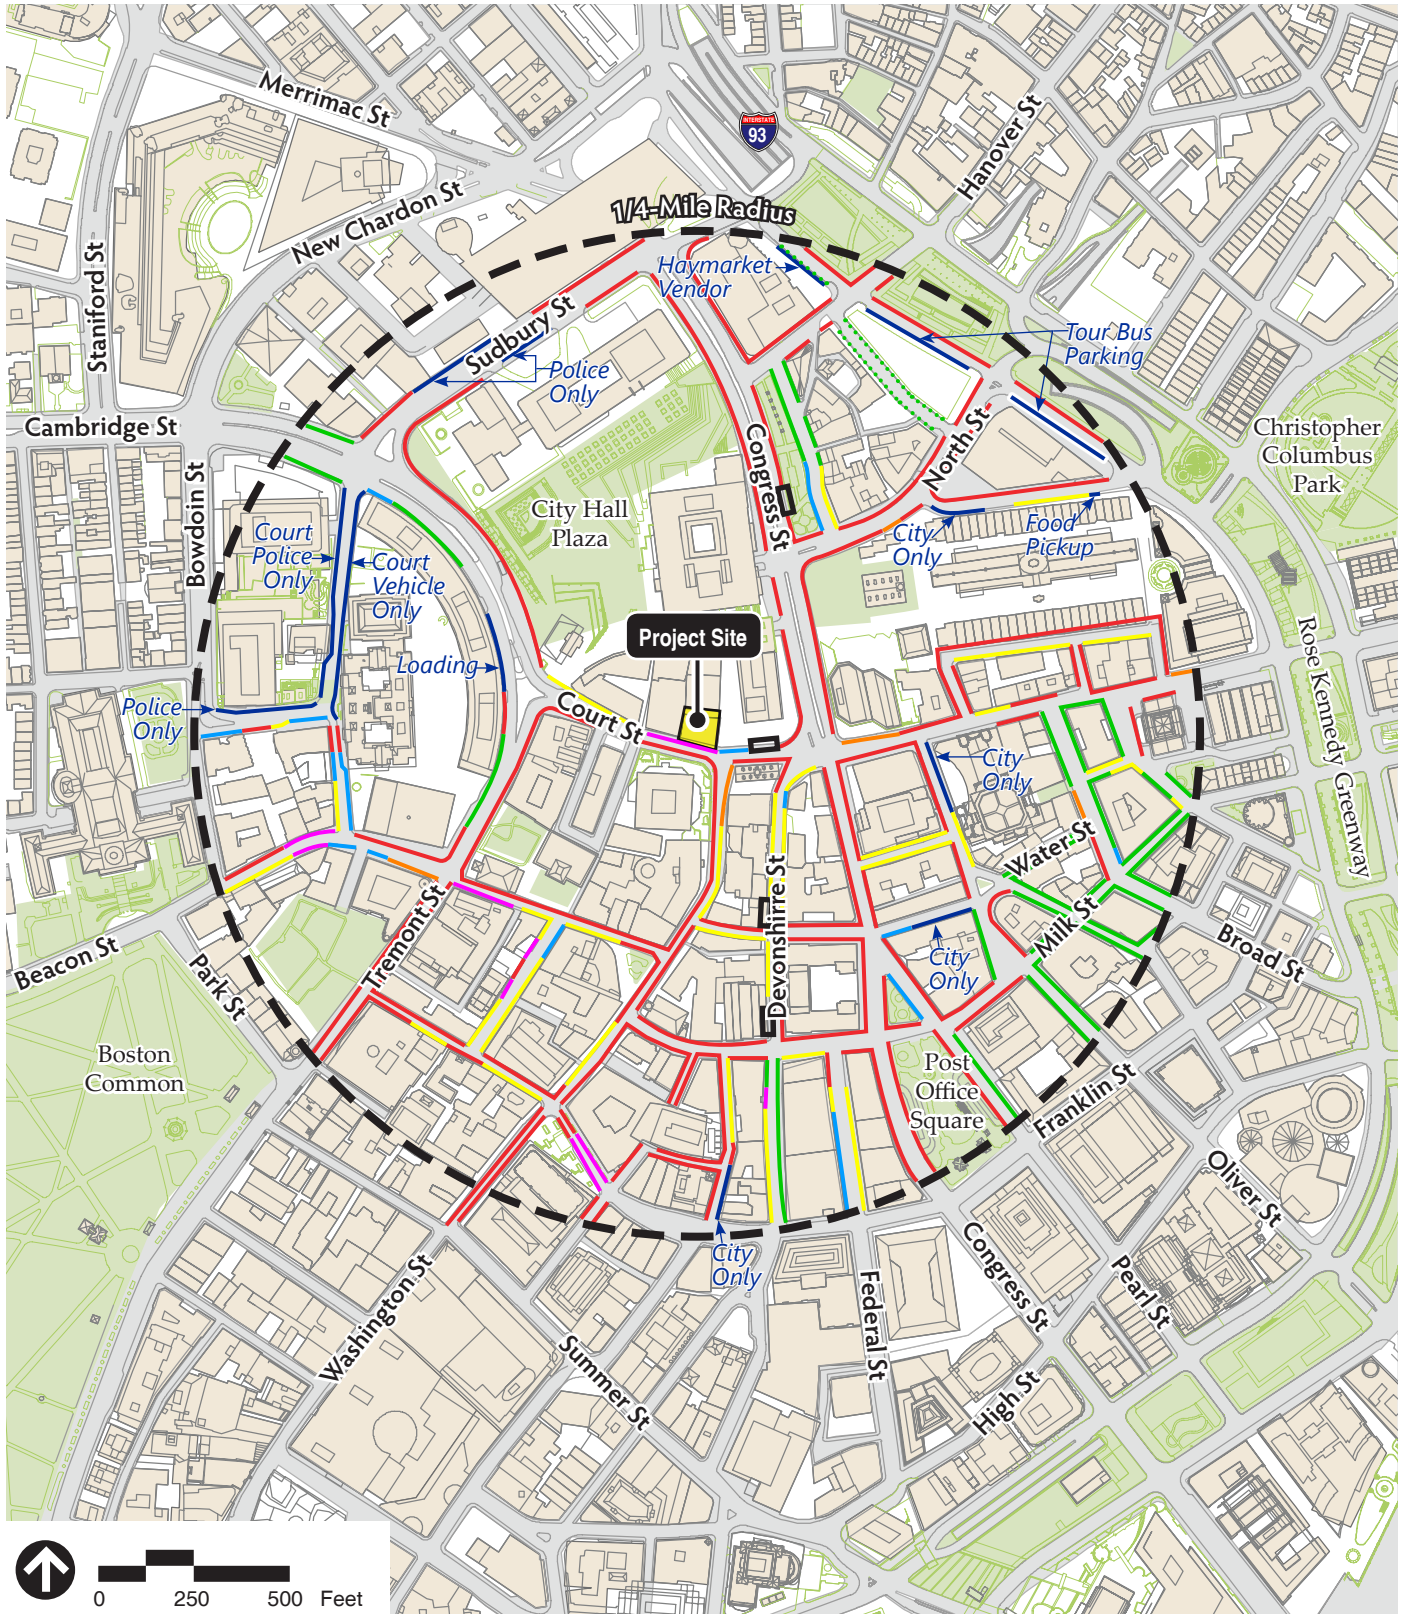 Merrimac St
INTERSTATE
93
Hanover St
New Chardon St
1/4-Mile Radius
Staniford St
Haymarket
Vendor
Sudbury St
Tour Bus
Parking
Police
Only
Cambridge St
Christopher
Columbus
Park
Congress St
North St
Bowdoin St
City Hall
Plaza
Court
Police
Only
Court
Vehicle
Only
City
Only
Food
Pickup
Project Site
Rose Kennedy Greenway
Loading
Police
Only
Court St
City
Only
Water St
Devonshirre St
Tremont St
Milk St
Broad St
Beacon St
Park St
City
Only
Boston
Common
Post
Office
Square
Franklin St
Oliver St
City
Only
Congress St
Pearl St
Washington St
Federal St
Summer St
High St
0 250 500 Feet